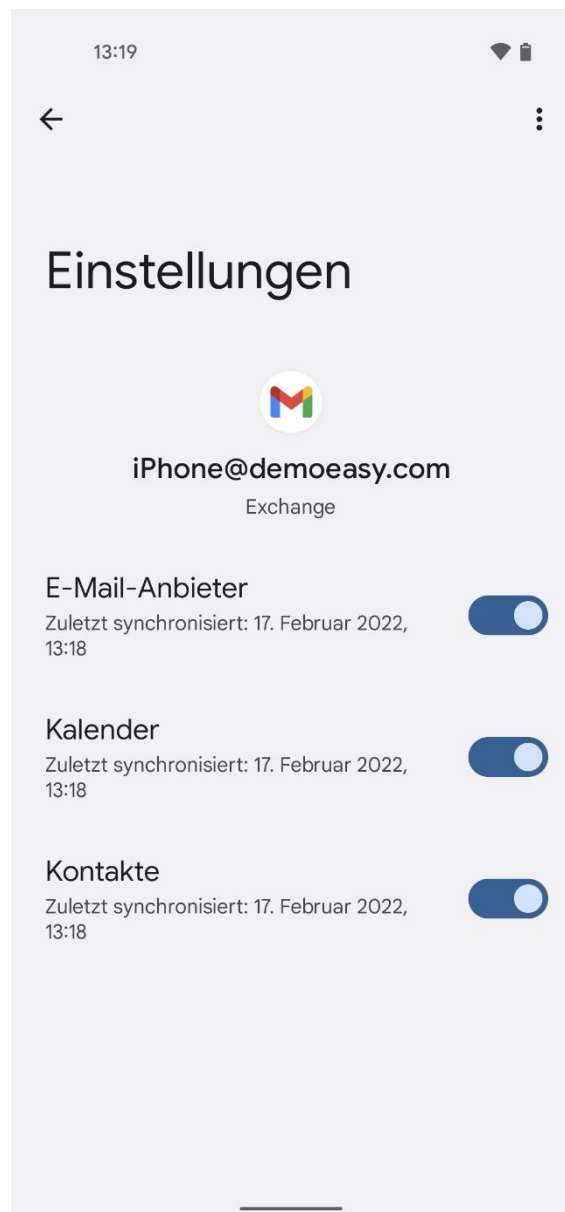 13:19
Einstellungen
iPhone@demoeasy.com
Exchange
E-Mail-Anbieter
Zuletzt synchronisiert: 17. Februar 2022,
13:18
Kalender
Zuletzt synchronisiert: 17. Februar 2022,
13:18
Kontakte
Zuletzt synchronisiert: 17. Februar 2022,
13:18